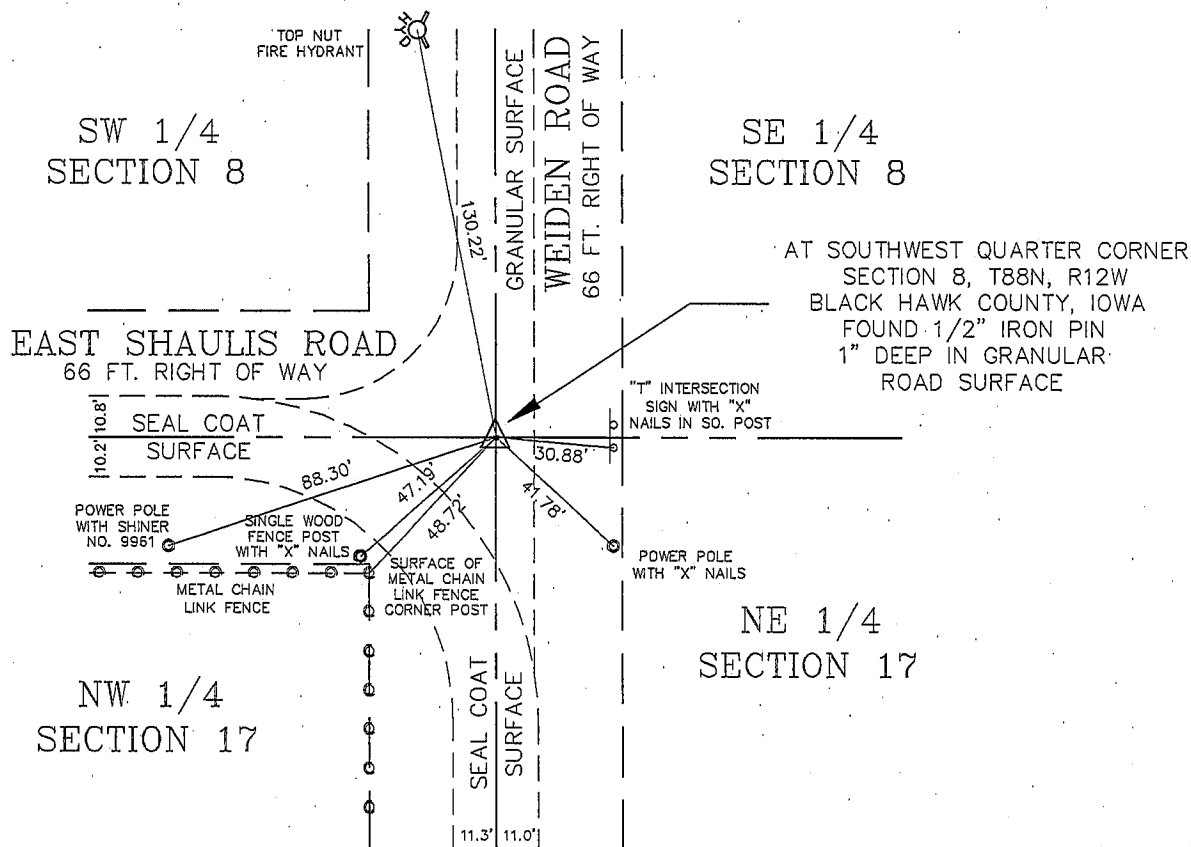 TOP NUT
FIRE HYDRANT
HYD
SW 1/4
SECTION 8
130.22'
GRANULAR SURFACE
WEIDEN ROAD
66 FT. RIGHT OF WAY
SE 1/4
SECTION 8
AT SOUTHWEST QUARTER CORNER
SECTION 8, T88N, R12W
BLACK HAWK COUNTY, IOWA
FOUND 1/2" IRON PIN
1" DEEP IN GRANULAR
ROAD SURFACE
EAST SHAULIS ROAD
66 FT. RIGHT OF WAY
10.8'
10.2'
SEAL COAT
SURFACE
"T" INTERSECTION
SIGN WITH "X"
NAILS IN SO. POST
30.88'
88.30'
47.19'
48.72'
41.78'
POWER POLE
WITH SHINER
NO. 9961
SINGLE WOOD
FENCE POST
WITH "X" NAILS
SURFACE OF
METAL CHAIN
LINK FENCE
CORNER POST
POWER POLE
WITH "X" NAILS
METAL CHAIN
LINK FENCE
NW 1/4
SECTION 17
NE 1/4
SECTION 17
SEAL COAT
SURFACE
11.3'
11.0'